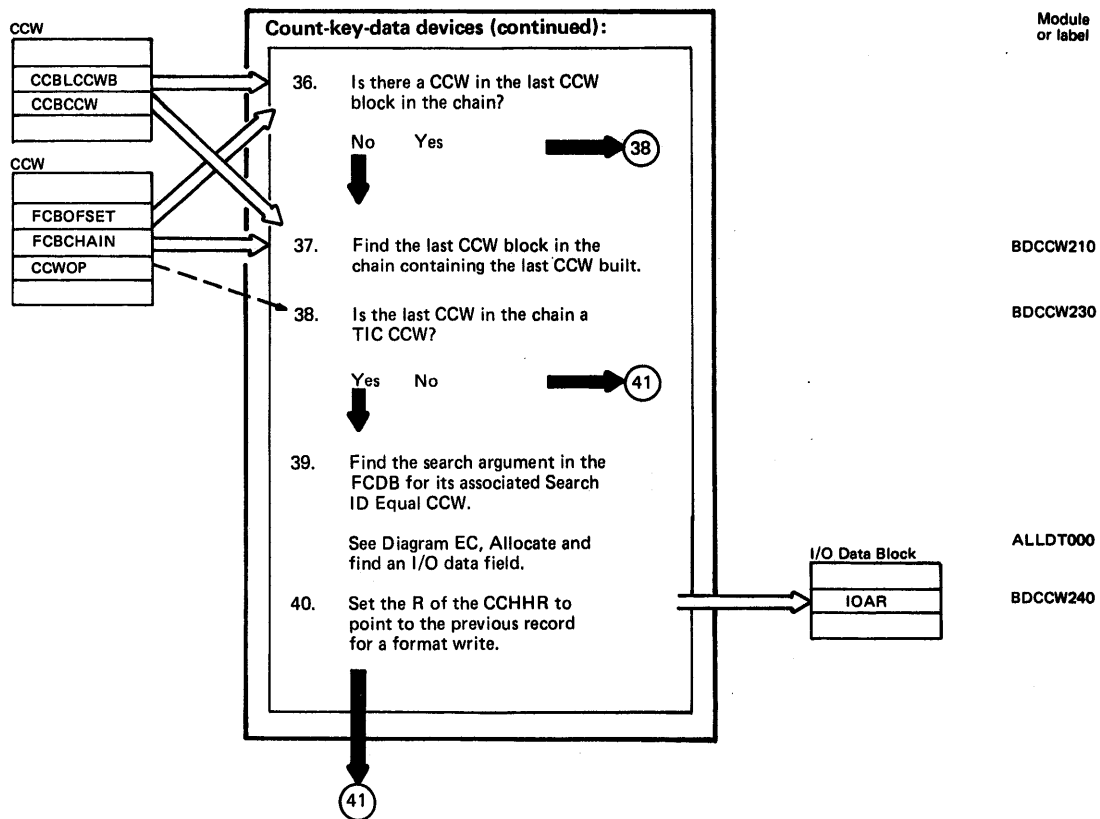 Count-key-data devices (continued):
Module
or label
CCW
CCBLCCWB
CCBCCW
CCW
FCBOFSET
FCBCHAIN
CCWOP
36. Is there a CCW in the last CCW
block in the chain?
No Yes
38
37. Find the last CCW block in the
chain containing the last CCW built.
BDCCW210
38. Is the last CCW in the chain a
TIC CCW?
BDCCW230
Yes No
41
39. Find the search argument in the
FCDB for its associated Search
ID Equal CCW.
See Diagram EC, Allocate and
find an I/O data field.
ALLDT000
I/O Data Block
IOAR
40. Set the R of the CCHHR to
point to the previous record
for a format write.
BDCCW240
41